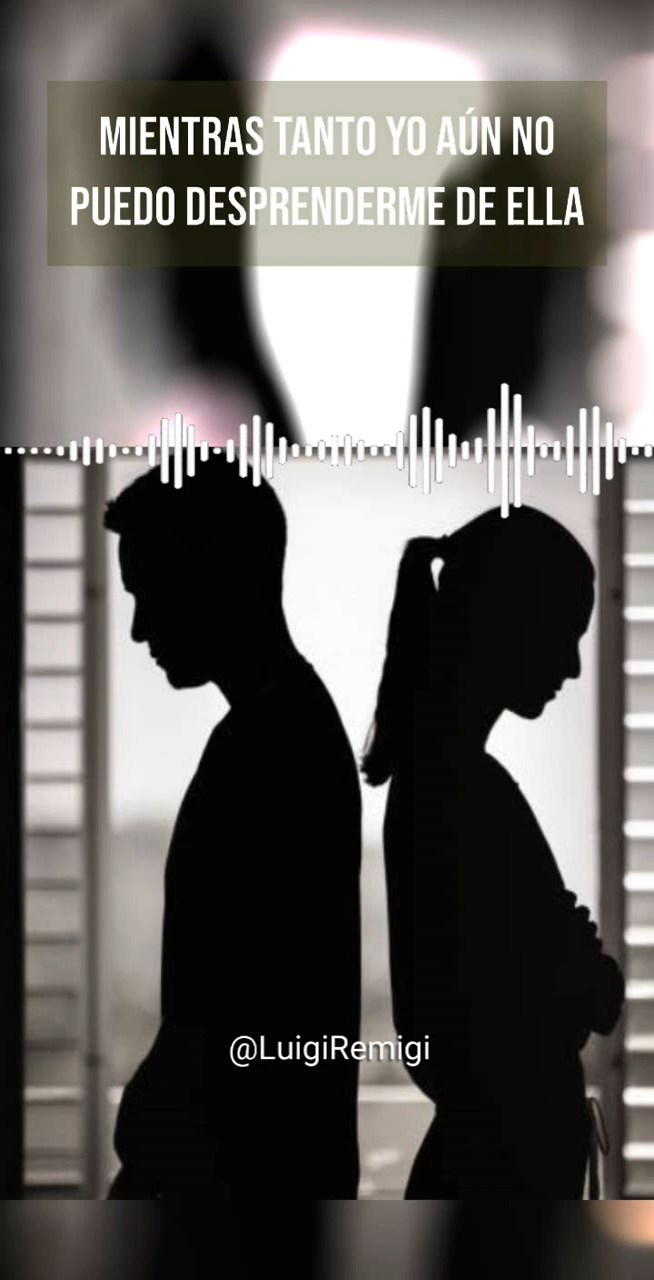 MIENTRAS TANTO YO AÚN NO
PUEDO DESPRENDERME DE ELLA
@LuigiRemigi